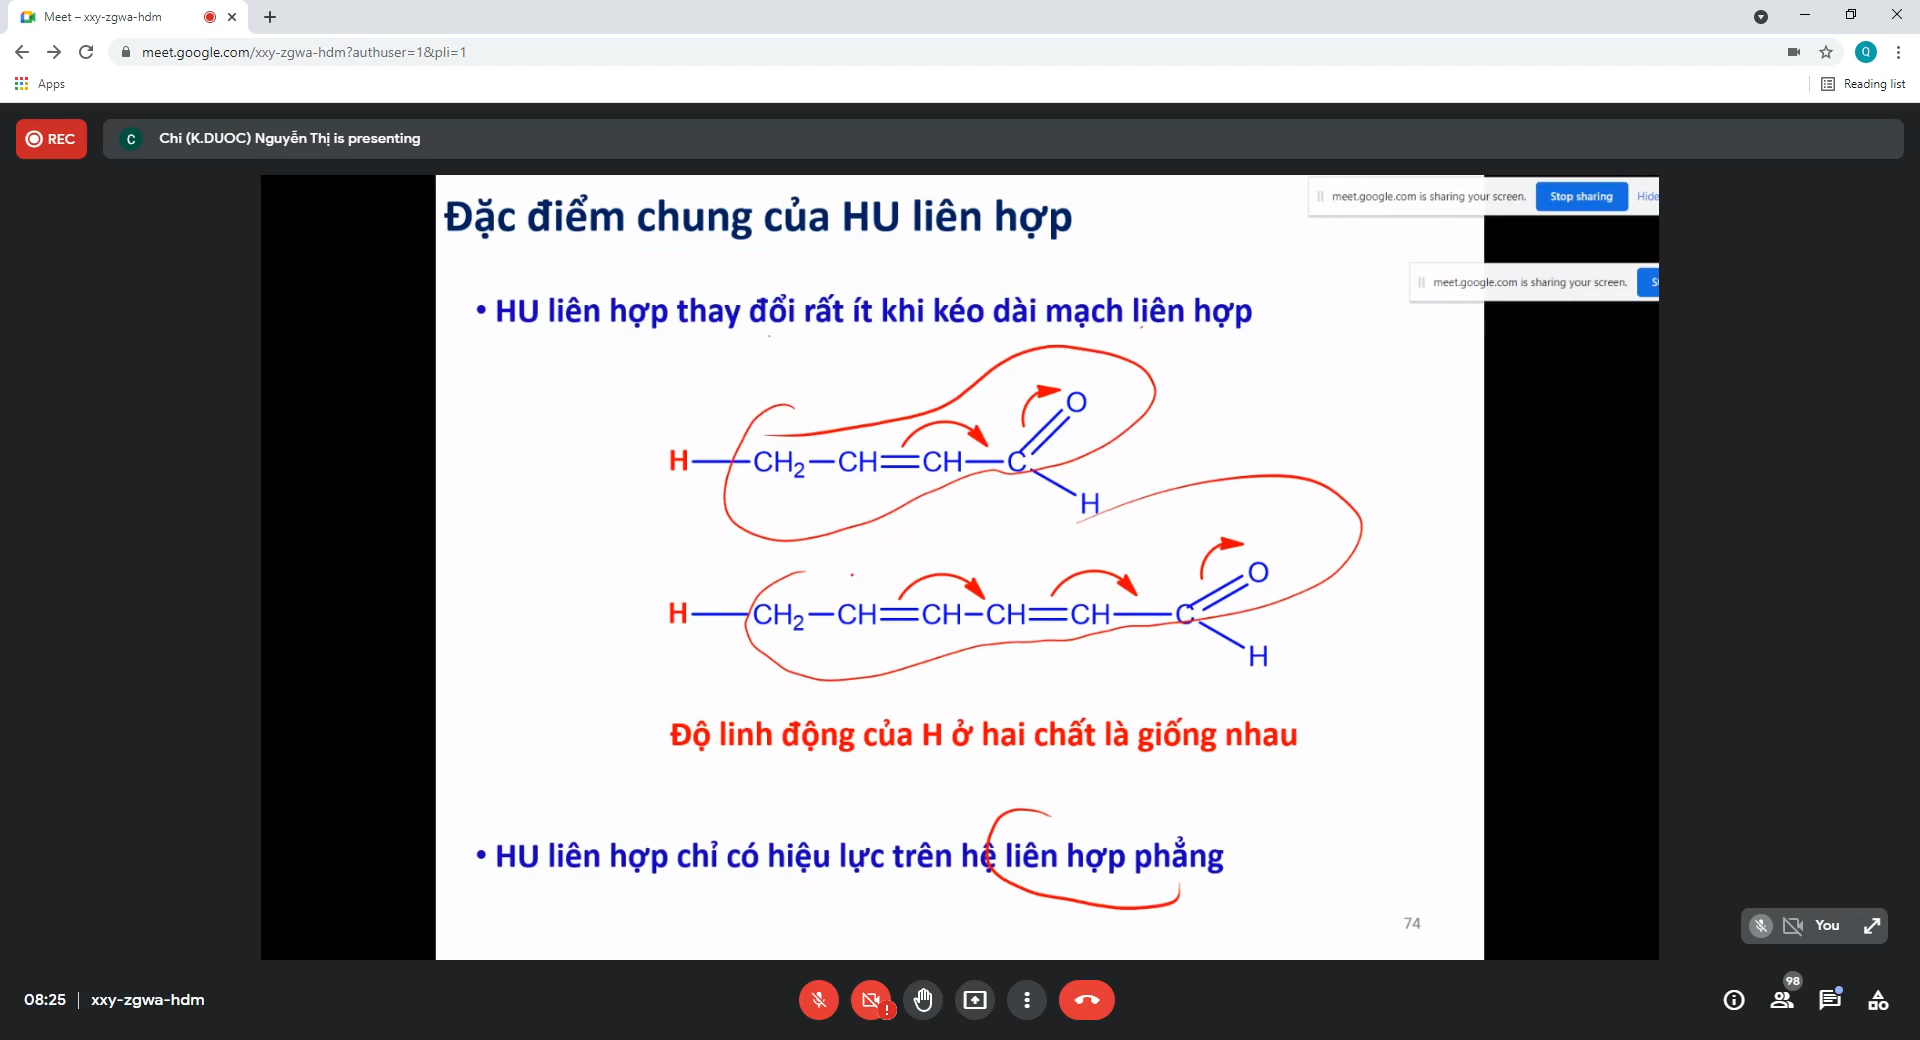 Meet – xxy-zgwa-hdm
meet.google.com/xxy-zgwa-hdm?authuser=1&pli=1
Q
Apps
Reading list
REC
C
Chi (K.DUOC) Nguyễn Thị is presenting
meet.google.com is sharing your screen. Stop sharing Hide
Đặc điểm chung của HU liên hợp
meet.google.com is sharing your screen. S
• HU liên hợp thay đổi rất ít khi kéo dài mạch liên hợp
O
H CH2 CH CH C
H
O
H CH2 CH CH CH CH C
H
Độ linh động của H ở hai chất là giống nhau
• HU liên hợp chỉ có hiệu lực trên hệ liên hợp phẳng
74
You
08:25 | xxy-zgwa-hdm
98